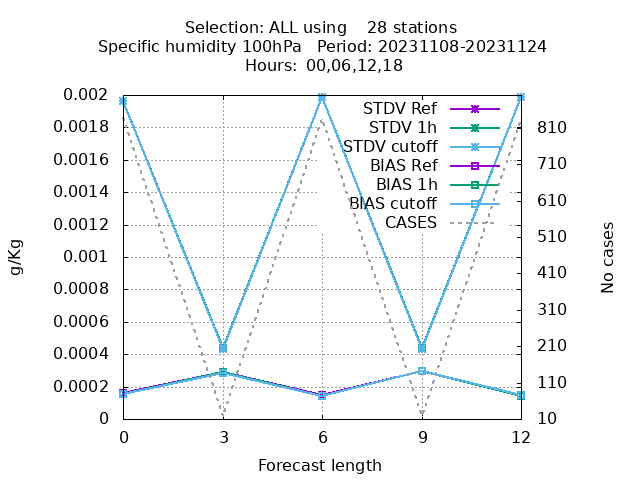 Selection: ALL using    28 stations
Specific humidity 100hPa   Period: 20231108-20231124
Hours: 00,06,12,18
STDV Ref
STDV 1h
STDV cutoff
BIAS Ref
BIAS 1h
BIAS cutoff
CASES
g/Kg
0.002
0.0018
0.0016
0.0014
0.0012
0.001
0.0008
0.0006
0.0004
0.0002
0
No cases
810
710
610
510
410
310
210
110
10
0 3 6 9 12
Forecast length